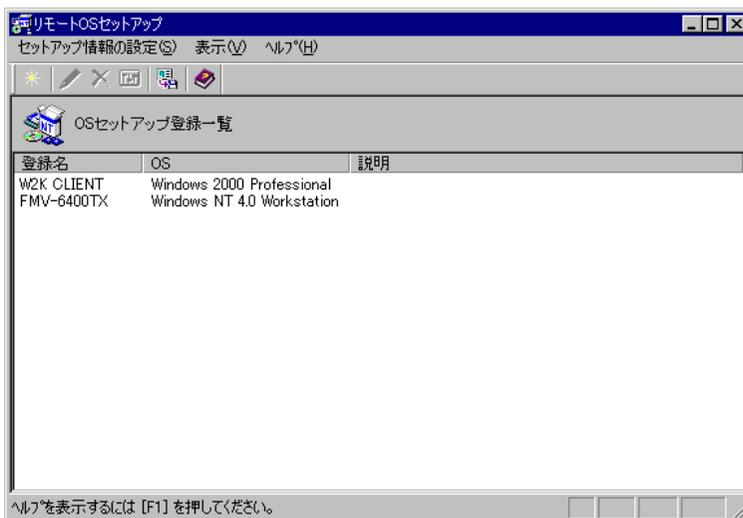 リモートOSセットアップ
セットアップ情報の設定(S) 表示(V) ﾍﾙﾌﾟ(H)
OSセットアップ登録一覧
登録名 OS 説明
W2K CLIENT Windows 2000 Professional
FMV-6400TX Windows NT 4.0 Workstation
ﾍﾙﾌﾟを表示するには [F1] を押してください。